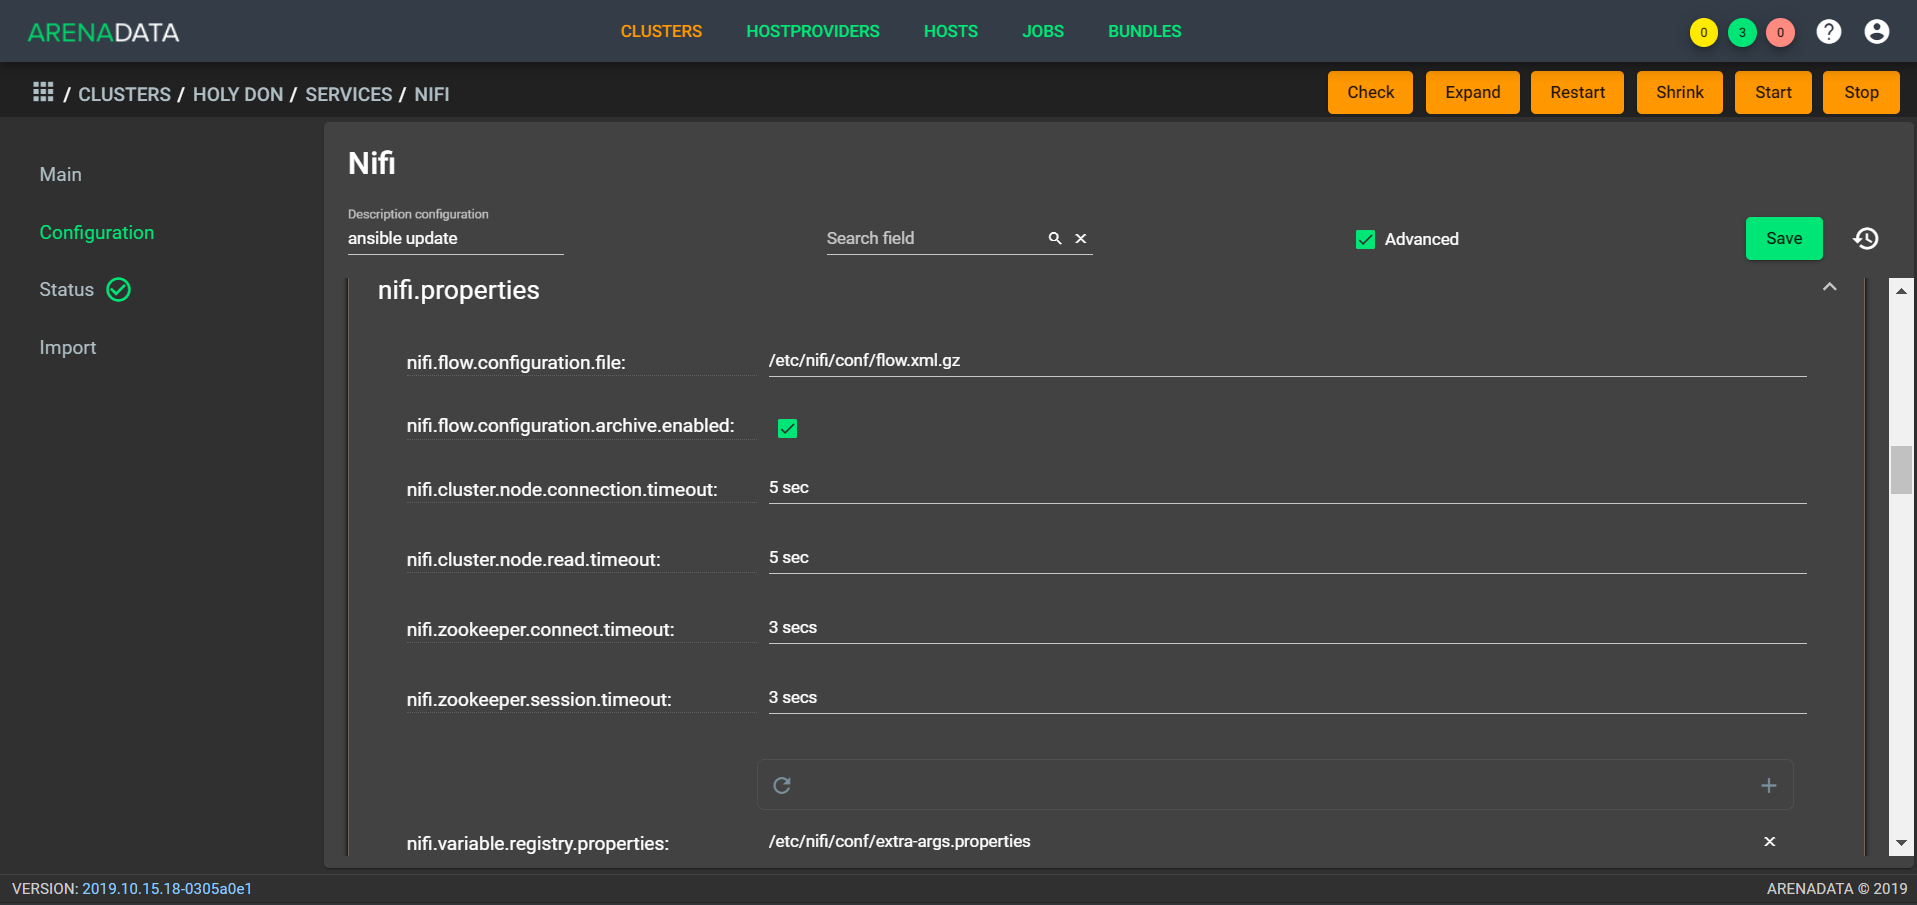 ARENADATA
CLUSTERS HOSTPROVIDERS HOSTS JOBS BUNDLES
0 3 0 ?
/ CLUSTERS / HOLY DON / SERVICES / NIFI
Check Expand Restart Shrink Start Stop
Main
Configuration
Status
Import
Nifi
Description configuration
ansible update
Search field
Advanced
Save
nifi.properties
nifi.flow.configuration.file: /etc/nifi/conf/flow.xml.gz
nifi.flow.configuration.archive.enabled:
nifi.cluster.node.connection.timeout: 5 sec
nifi.cluster.node.read.timeout: 5 sec
nifi.zookeeper.connect.timeout: 3 secs
nifi.zookeeper.session.timeout: 3 secs
nifi.variable.registry.properties: /etc/nifi/conf/extra-args.properties
VERSION: 2019.10.15.18-0305a0e1
ARENADATA © 2019